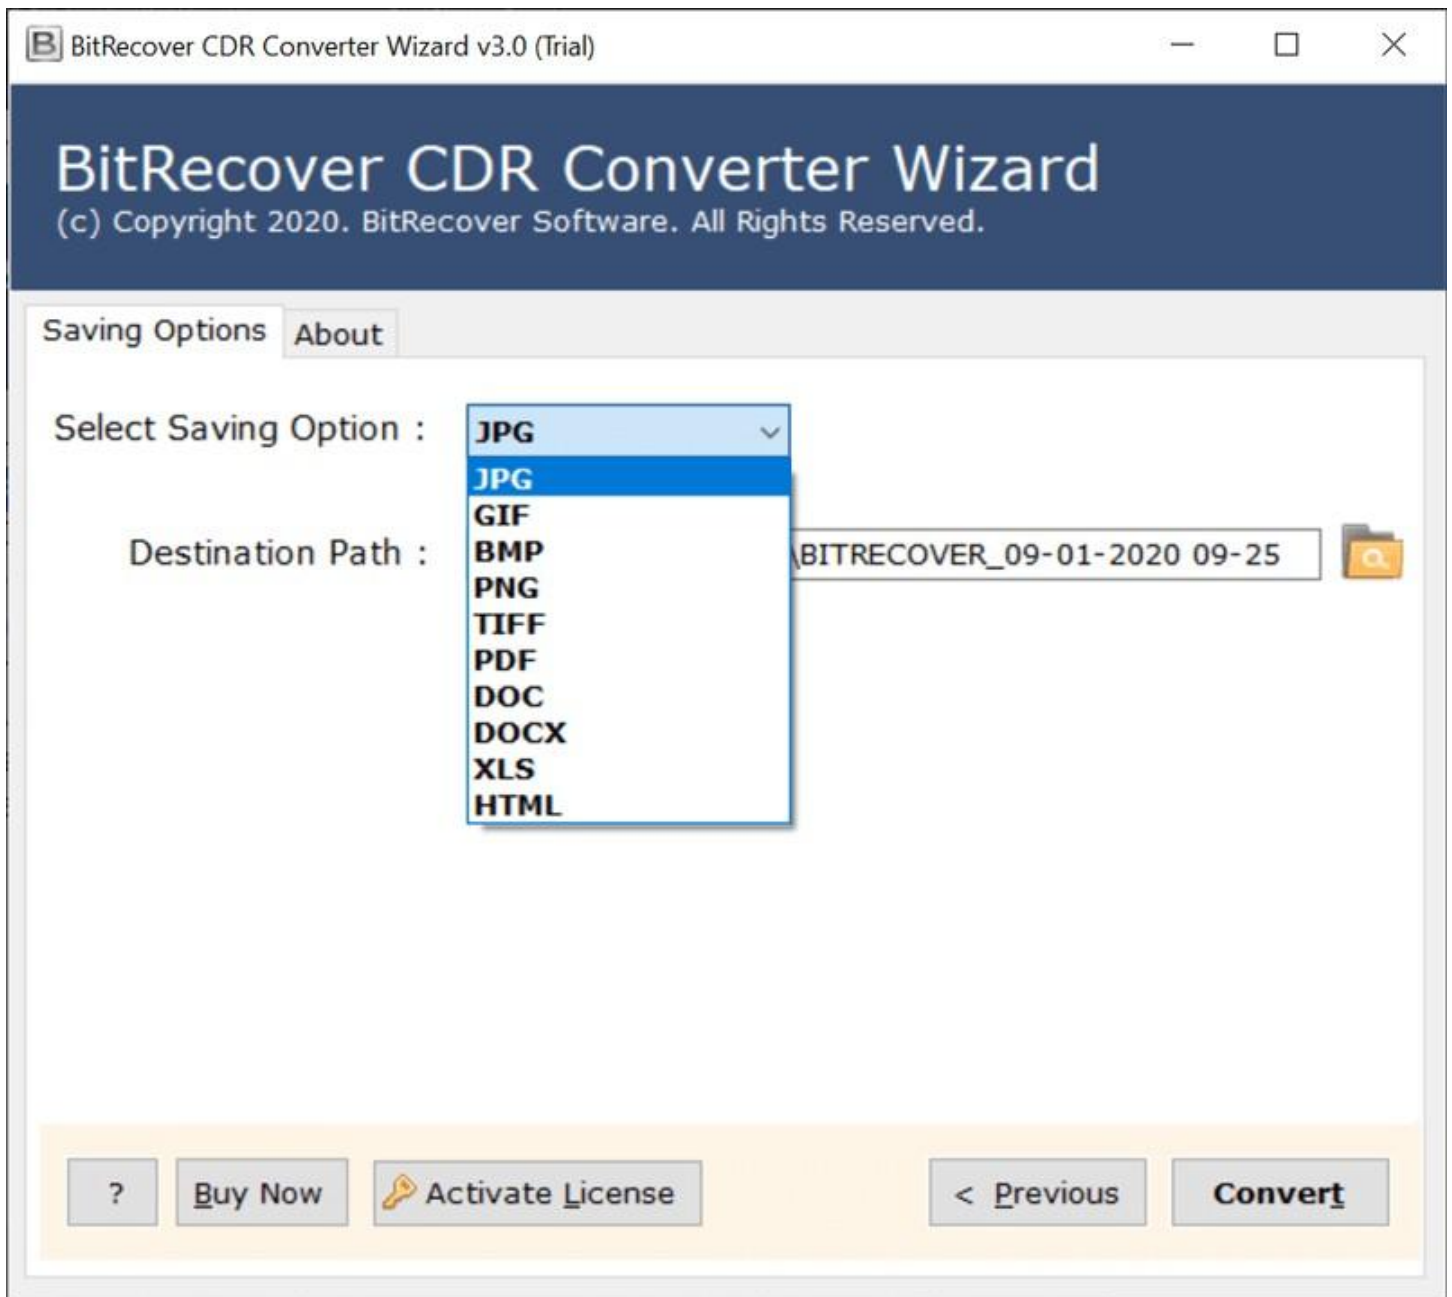 BitRecover CDR Converter Wizard v3.0 (Trial)
BitRecover CDR Converter Wizard
(c) Copyright 2020. BitRecover Software. All Rights Reserved.
Saving Options
About
Select Saving Option :
JPG
JPG
GIF
BMP
PNG
TIFF
PDF
DOC
DOCX
XLS
HTML
Destination Path :
\BITRECOVER_09-01-2020 09-25
?
Buy Now
Activate License
< Previous
Convert